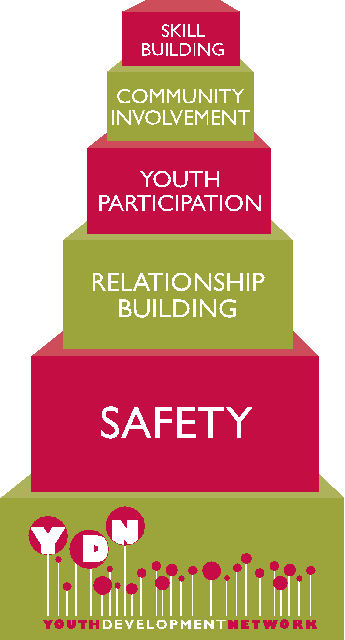 SKILL
BUILDING
COMMUNITY
INVOLVEMENT
YOUTH
PARTICIPATION
RELATIONSHIP
BUILDING
SAFETY
YDN
YOUTHDEVELOPMENTNETWORK